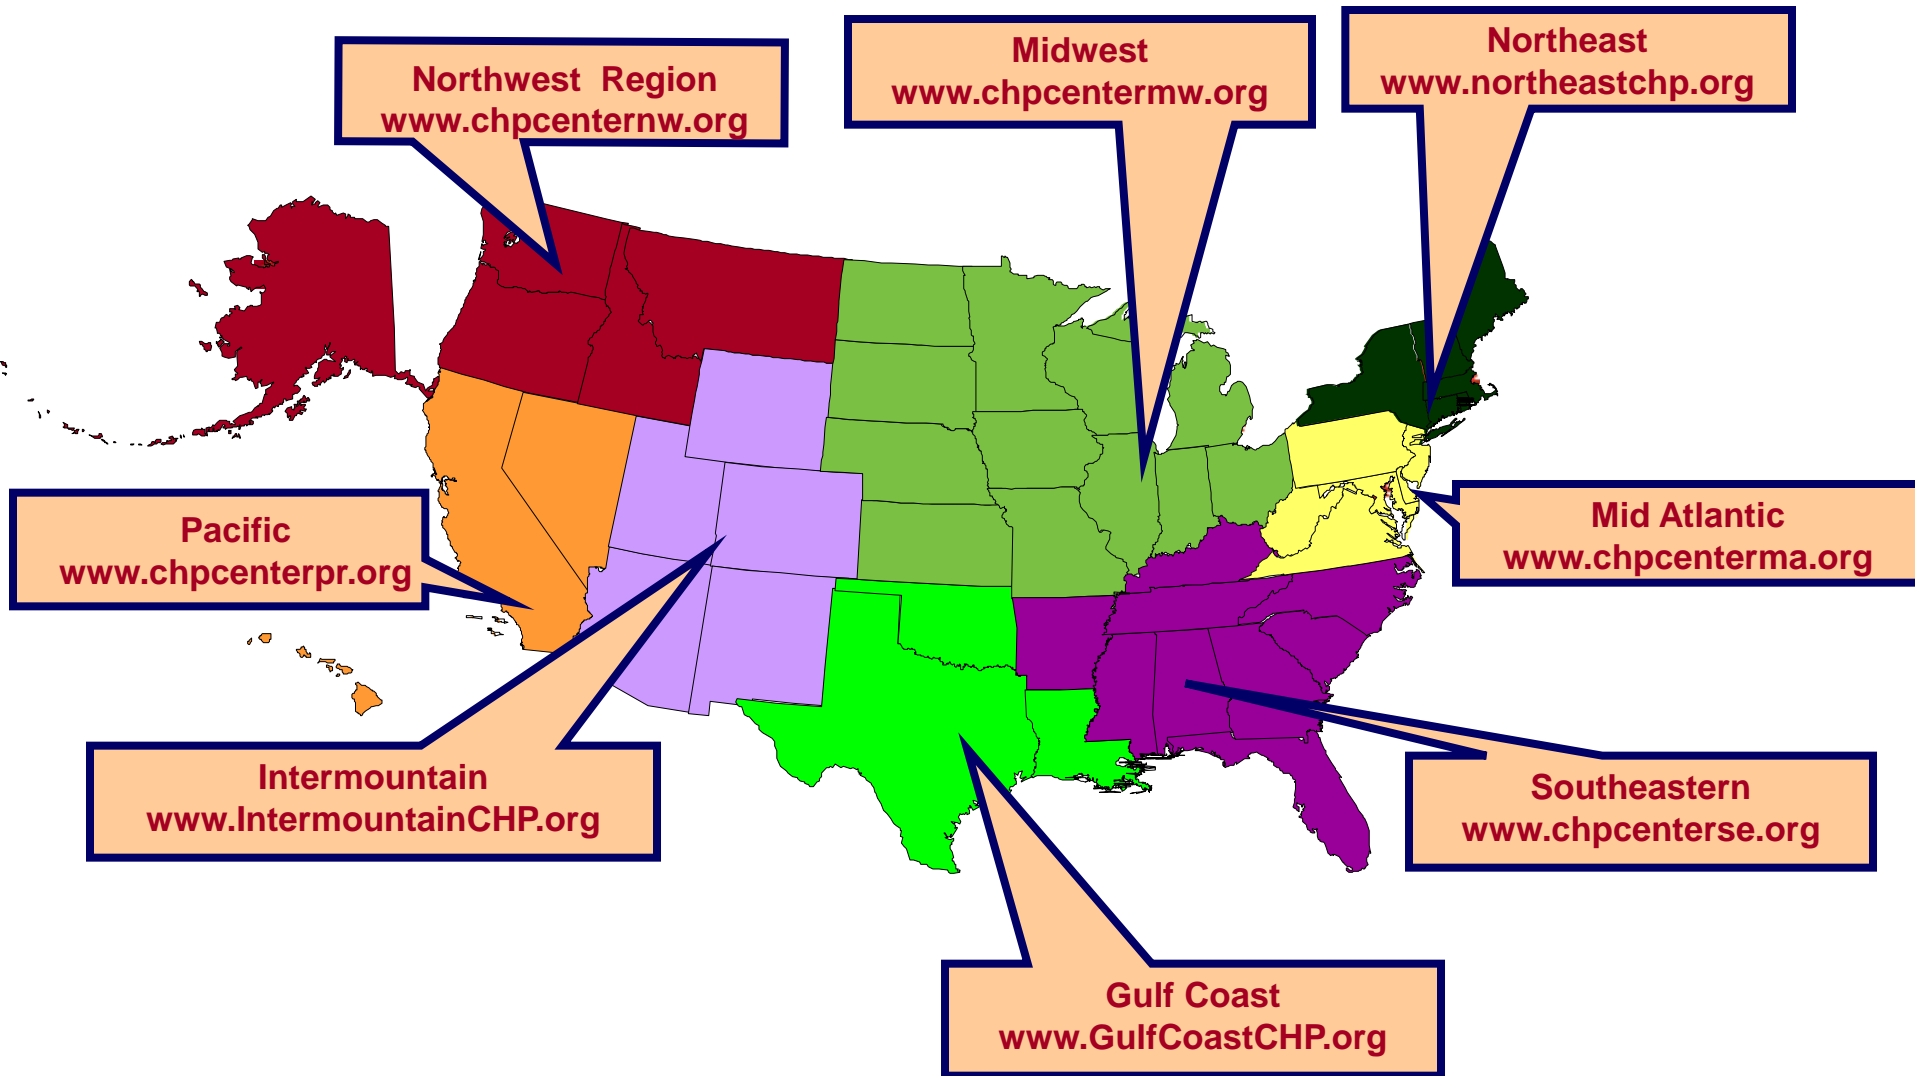 Northwest  Region
www.chpcenternw.org
Midwest
www.chpcentermw.org
Northeast
www.northeastchp.org
Pacific
www.chpcenterpr.org
Mid Atlantic
www.chpcenterma.org
Intermountain
www.IntermountainCHP.org
Southeastern
www.chpcenterse.org
Gulf Coast
www.GulfCoastCHP.org